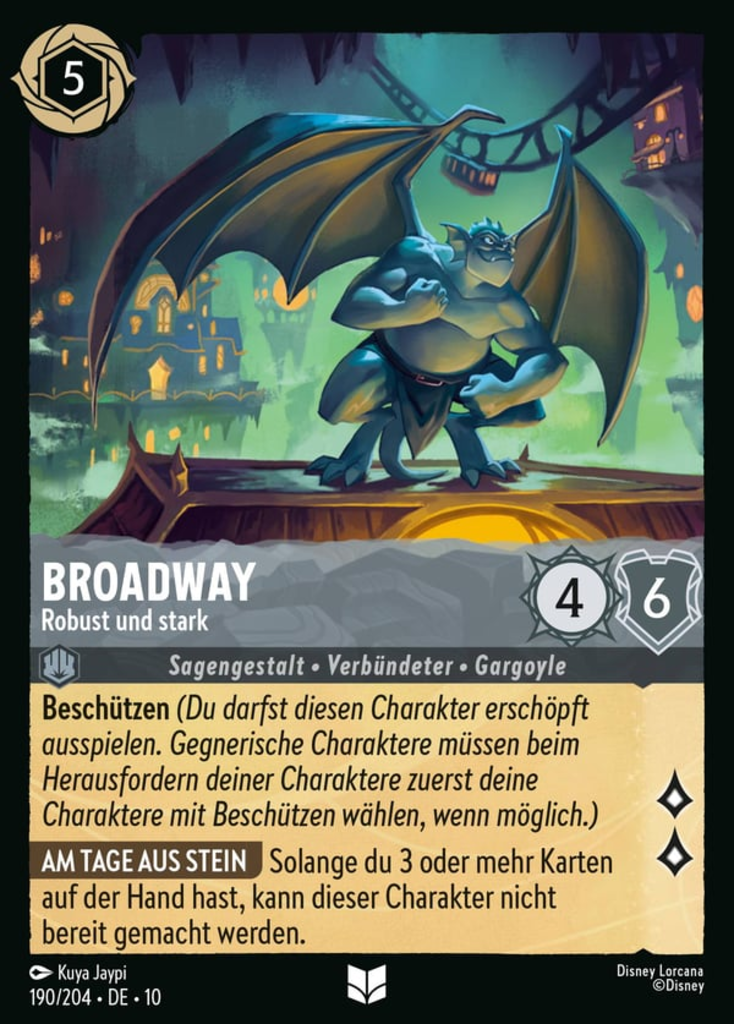 5
BROADWAY
Robust und stark
4
6
Sagengestalt • Verbündeter • Gargoyle
Beschützen (Du darfst diesen Charakter erschöpft
ausspielen. Gegnerische Charaktere müssen beim
Herausfordern deiner Charaktere zuerst deine
Charaktere mit Beschützen wählen, wenn möglich.)
AM TAGE AUS STEIN Solange du 3 oder mehr Karten
auf der Hand hast, kann dieser Charakter nicht
bereit gemacht werden.
Kuya Jaypi
190/204 • DE • 10
Disney Lorcana
©Disney